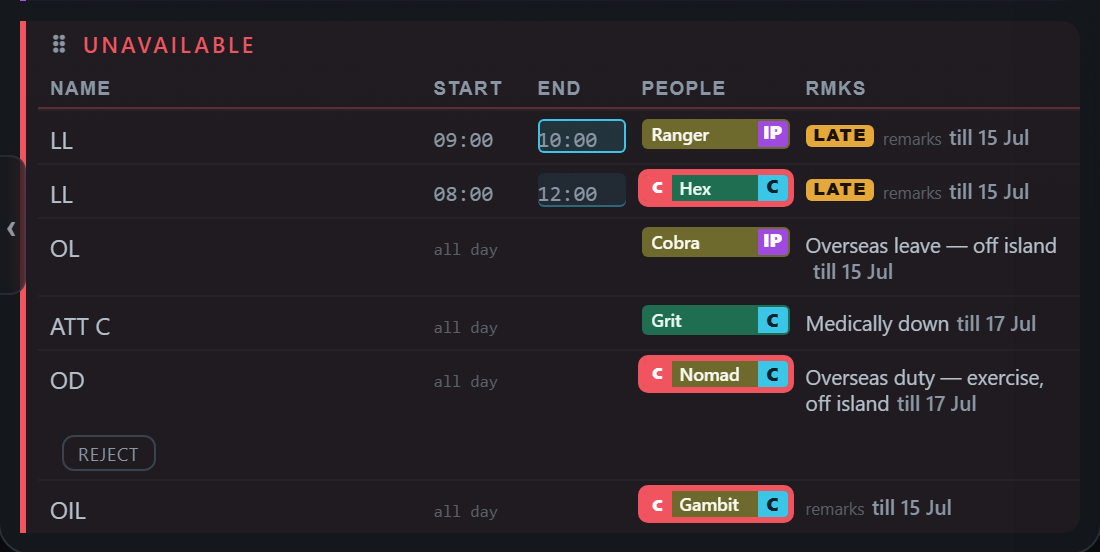 ⠿ UNAVAILABLE
NAME START END PEOPLE RMKS
LL 09:00 10:00 Ranger IP LATE remarks till 15 Jul
LL 08:00 12:00 C Hex C LATE remarks till 15 Jul
‹
OL all day Cobra IP Overseas leave — off island
till 15 Jul
ATT C all day Grit C Medically down till 17 Jul
OD all day C Nomad C Overseas duty — exercise,
off island till 17 Jul
REJECT
OIL all day C Gambit C remarks till 15 Jul